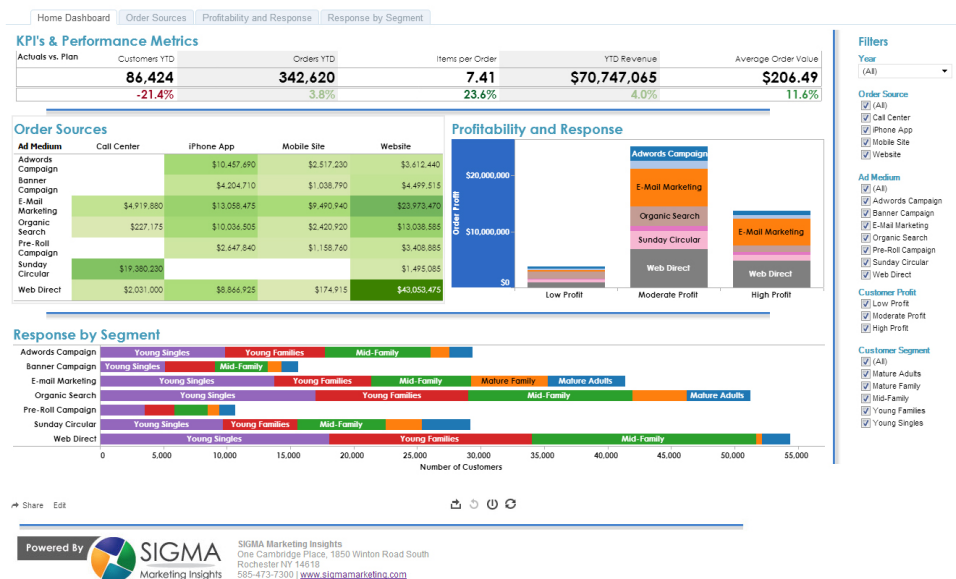 Home Dashboard Order Sources Profitability and Response Response by Segment
KPI's & Performance Metrics
Actuals vs. Plan Customers YTD Orders YTD Items per Order YTD Revenue Average Order Value
86,424 342,620 7.41 $70,747,065 $206.49
-21.4% 3.8% 23.6% 4.0% 11.6%
Order Sources
Ad Medium Call Center iPhone App Mobile Site Website
Adwords
Campaign $10,457,690 $2,517,230 $3,612,440
Banner
Campaign $4,204,710 $1,038,790 $4,499,515
E-Mail
Marketing $4,919,880 $13,058,475 $9,490,940 $23,973,470
Organic
Search $227,175 $10,036,505 $2,420,920 $13,038,585
Pre-Roll
Campaign $2,647,840 $1,158,760 $3,408,885
Sunday
Circular $19,380,230 $1,495,085
Web Direct $2,031,000 $8,866,925 $174,915 $43,053,475
Profitability and Response
Order Profit
$20,000,000
$10,000,000
$0
Adwords Campaign
E-Mail Marketing
Organic Search
Sunday Circular
Web Direct
E-Mail Marketing
Web Direct
Low Profit Moderate Profit High Profit
Response by Segment
Adwords Campaign Young Singles Young Families Mid-Family
Banner Campaign Young Singles Mid-Family
E-mail Marketing Young Singles Young Families Mid-Family Mature Family Mature Adults
Organic Search Young Singles Young Families Mid-Family Mature Adults
Pre-Roll Campaign
Sunday Circular Young Singles Young Families Mid-Family
Web Direct Young Singles Young Families Mid-Family
0 5,000 10,000 15,000 20,000 25,000 30,000 35,000 40,000 45,000 50,000 55,000
Number of Customers
Filters
Year
(All)
Order Source
(All)
Call Center
iPhone App
Mobile Site
Website
Ad Medium
(All)
Adwords Campaign
Banner Campaign
E-Mail Marketing
Organic Search
Pre-Roll Campaign
Sunday Circular
Web Direct
Customer Profit
Low Profit
Moderate Profit
High Profit
Customer Segment
(All)
Mature Adults
Mature Family
Mid-Family
Young Families
Young Singles
Share Edit
Powered By
SIGMA
Marketing Insights
SIGMA Marketing Insights
One Cambridge Place, 1850 Winton Road South
Rochester NY 14618
585-473-7300 | www.sigmamarketing.com